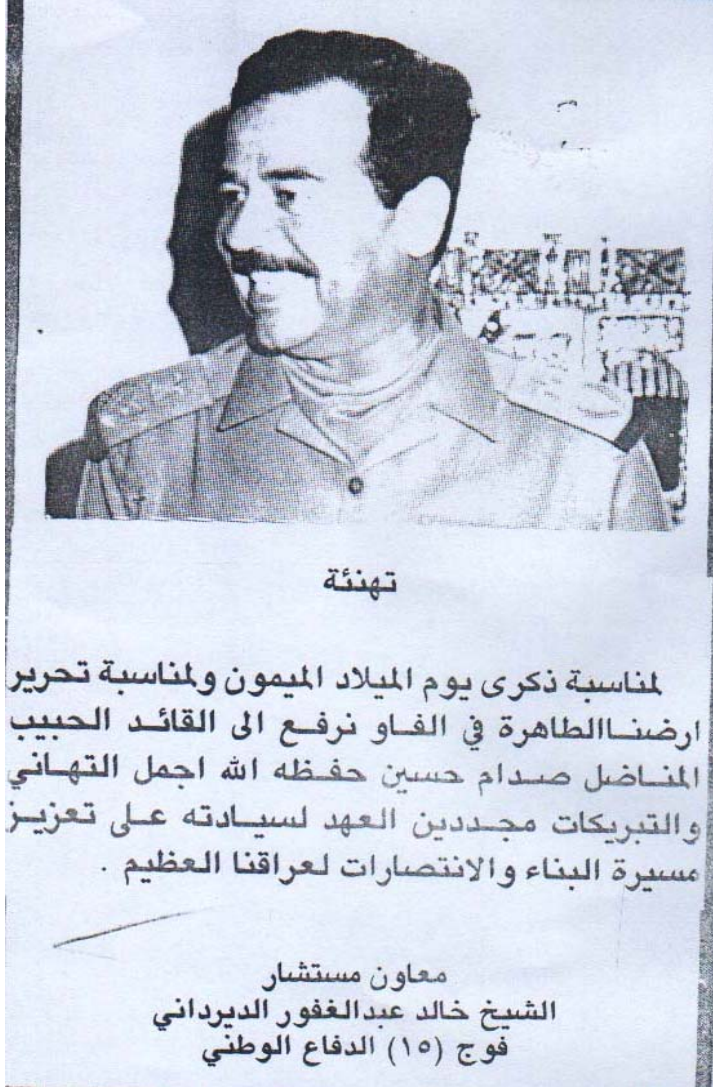 تهنئة
لمناسبة ذكرى يوم الميلاد الميمون ولمناسبة تحرير
ارضنا الطاهرة في الفاو نرفع الى القائد الحبيب
المناضل صدام حسين حفظه الله اجمل التهاني
والتبريكات مجددين العهد لسيادته على تعزيز
مسيرة البناء والانتصارات لعراقنا العظيم .
معاون مستشار
الشيخ خالد عبدالغفور الديرداني
فوج (١٥) الدفاع الوطني